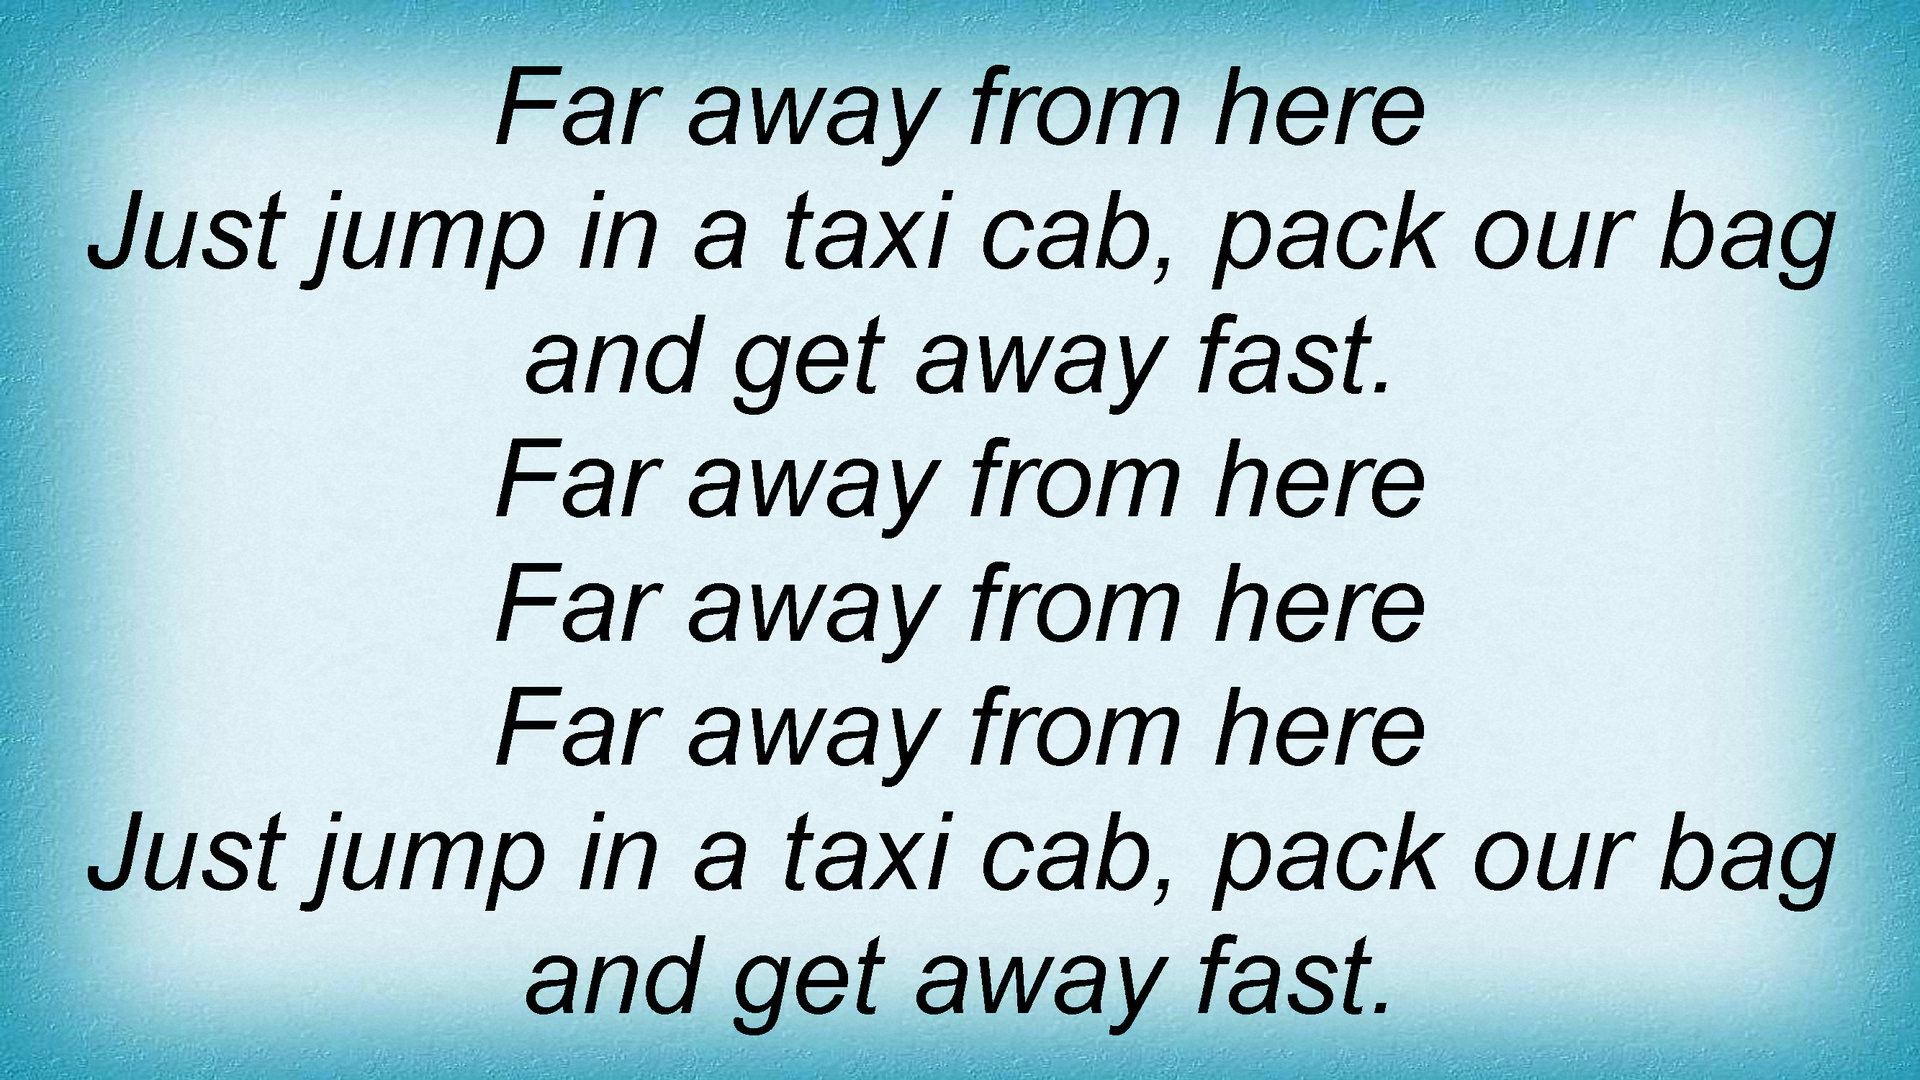 Far away from here
Just jump in a taxi cab, pack our bag
and get away fast.
Far away from here
Far away from here
Far away from here
Just jump in a taxi cab, pack our bag
and get away fast.